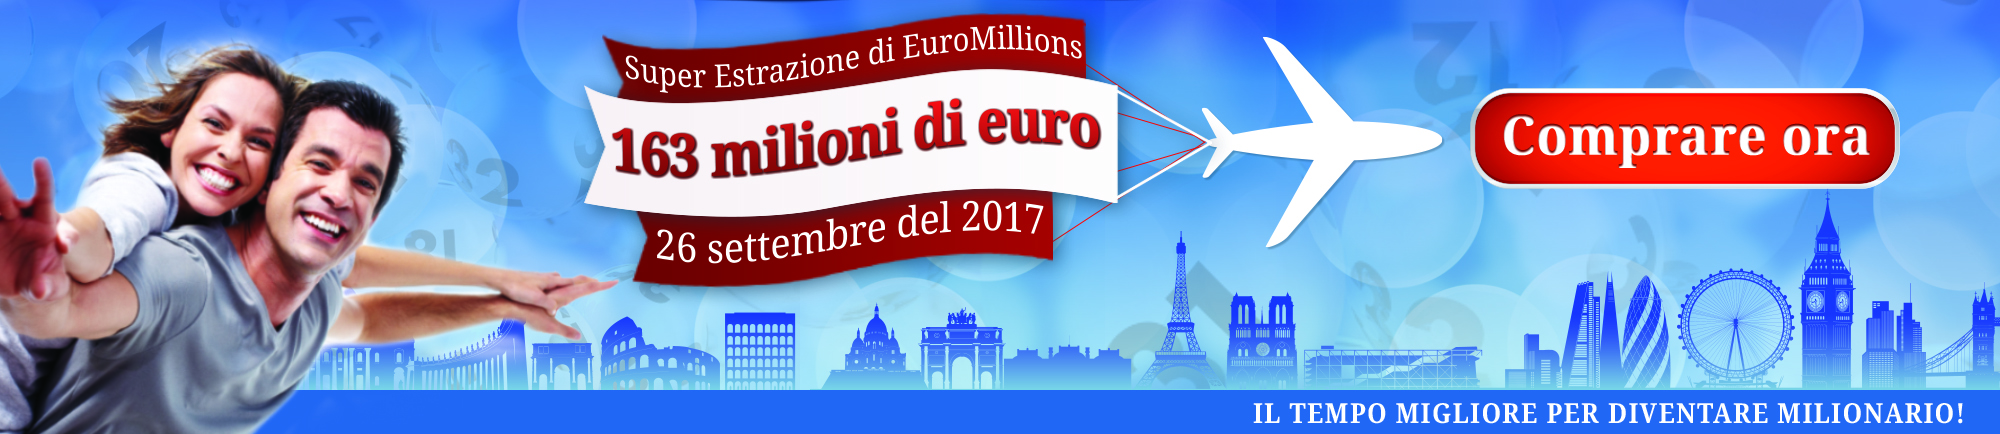 Super Estrazione di EuroMillions
163 milioni di euro
26 settembre del 2017
Comprare ora
IL TEMPO MIGLIORE PER DIVENTARE MILIONARIO!